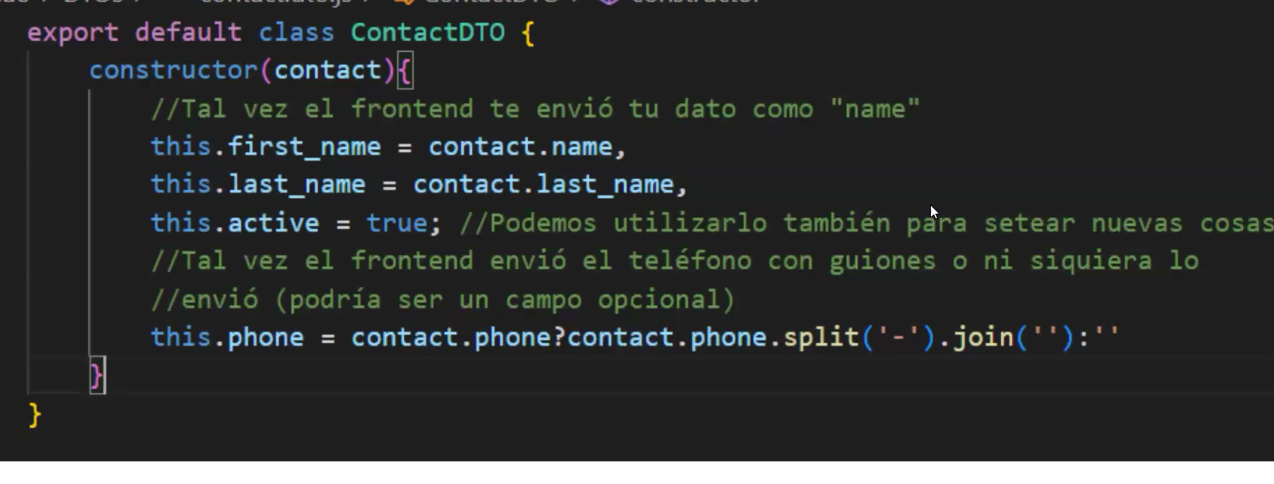 export default class ContactDTO {
constructor(contact){
//Tal vez el frontend te envió tu dato como "name"
this.first_name = contact.name,
this.last_name = contact.last_name,
this.active = true; //Podemos utilizarlo también para setear nuevas cosas
//Tal vez el frontend envió el teléfono con guiones o ni siquiera lo
//envió (podría ser un campo opcional)
this.phone = contact.phone?contact.phone.split('-').join(''):''
}
}